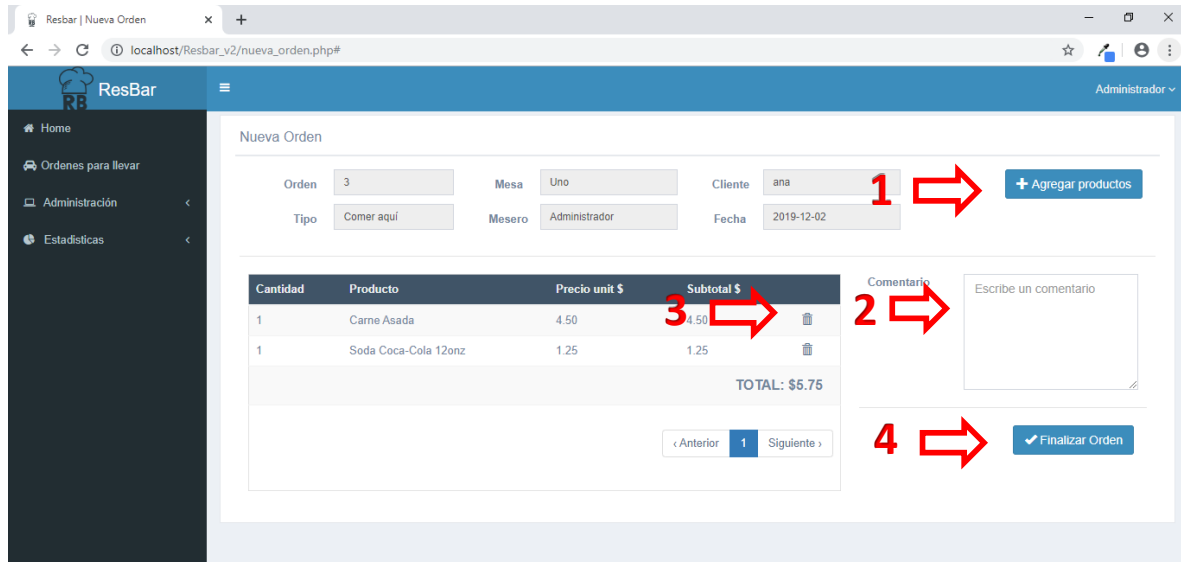 Resbar | Nueva Orden
localhost/Resbar_v2/nueva_orden.php#
RB ResBar
Administrador
Home
Ordenes para llevar
Administración
Estadisticas
Nueva Orden
Orden 3 Mesa Uno Cliente ana 1 Agregar productos
Tipo Comer aquí Mesero Administrador Fecha 2019-12-02
Cantidad Producto Precio unit $ Subtotal $
1 Carne Asada 4.50 4.50
3
1 Soda Coca-Cola 12onz 1.25 1.25
TOTAL: $5.75
‹ Anterior 1 Siguiente ›
Comentario 2 Escribe un comentario
4 Finalizar Orden